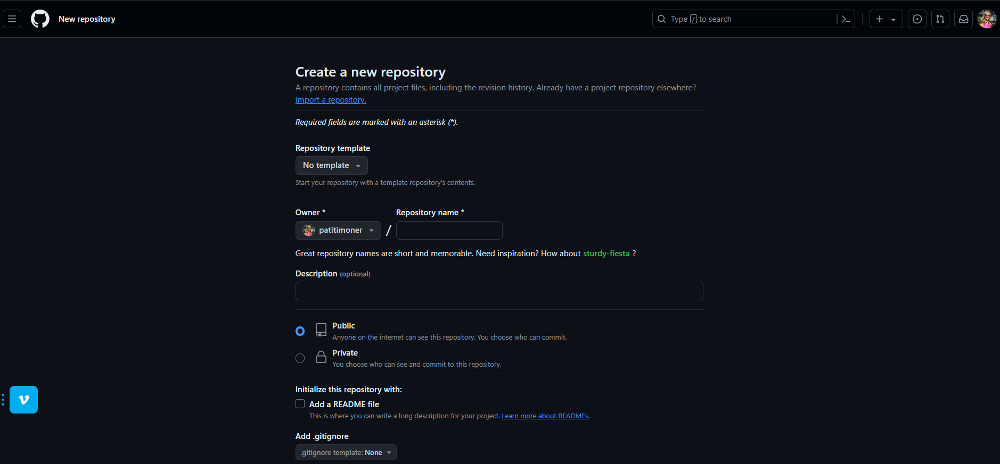 New repository
Type / to search
Create a new repository
A repository contains all project files, including the revision history. Already have a project repository elsewhere?
Import a repository.
Required fields are marked with an asterisk (*).
Repository template
No template
Start your repository with a template repository's contents.
Owner * Repository name *
patitimoner /
Great repository names are short and memorable. Need inspiration? How about sturdy-fiesta ?
Description (optional)
Public
Anyone on the internet can see this repository. You choose who can commit.
Private
You choose who can see and commit to this repository.
Initialize this repository with:
Add a README file
This is where you can write a long description for your project. Learn more about READMEs.
Add .gitignore
.gitignore template: None